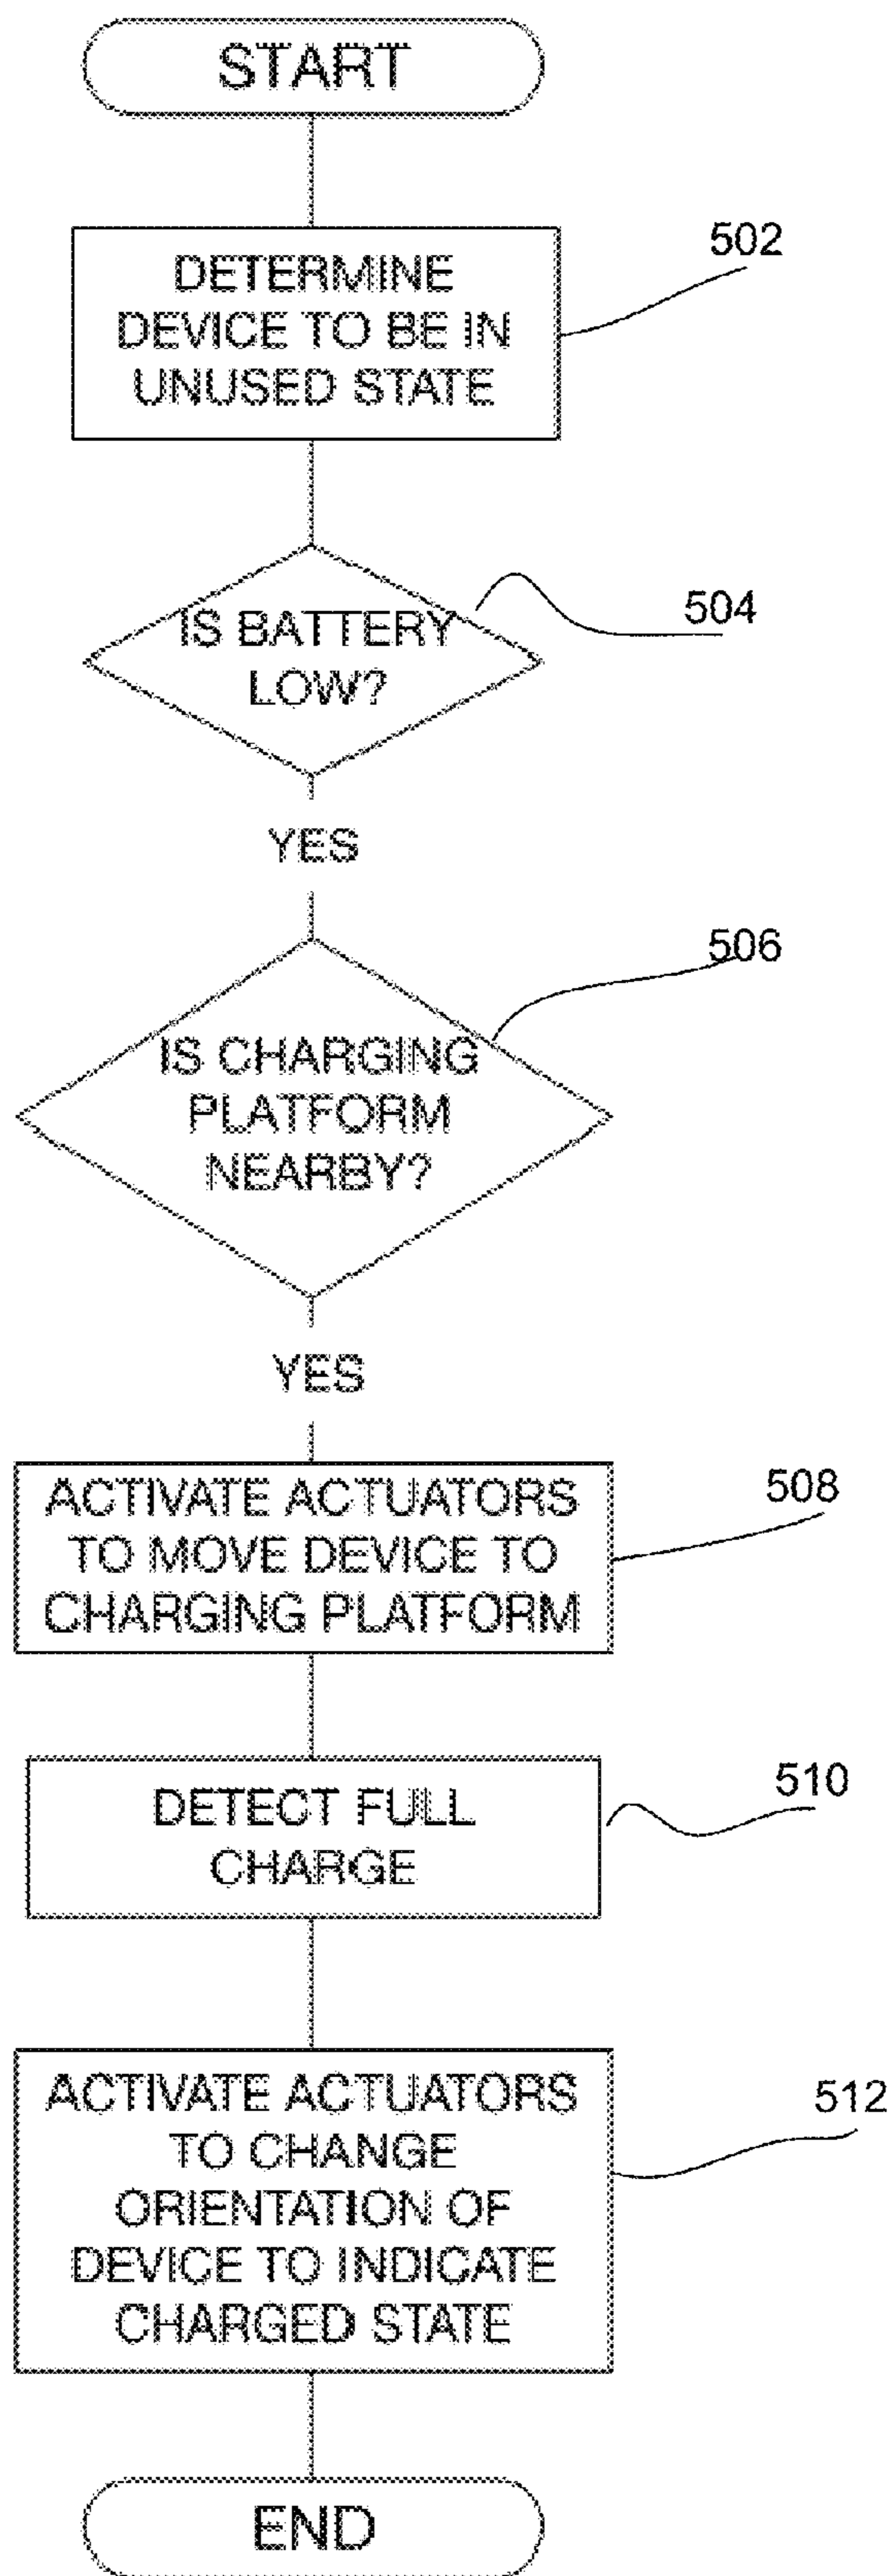 START
DETERMINE
DEVICE TO BE IN
UNUSED STATE
502
IS BATTERY
LOW?
504
YES
IS CHARGING
PLATFORM
NEARBY?
506
YES
ACTIVATE ACTUATORS
TO MOVE DEVICE TO
CHARGING PLATFORM
508
DETECT FULL
CHARGE
510
ACTIVATE ACTUATORS
TO CHANGE
ORIENTATION OF
DEVICE TO INDICATE
CHARGED STATE
512
END